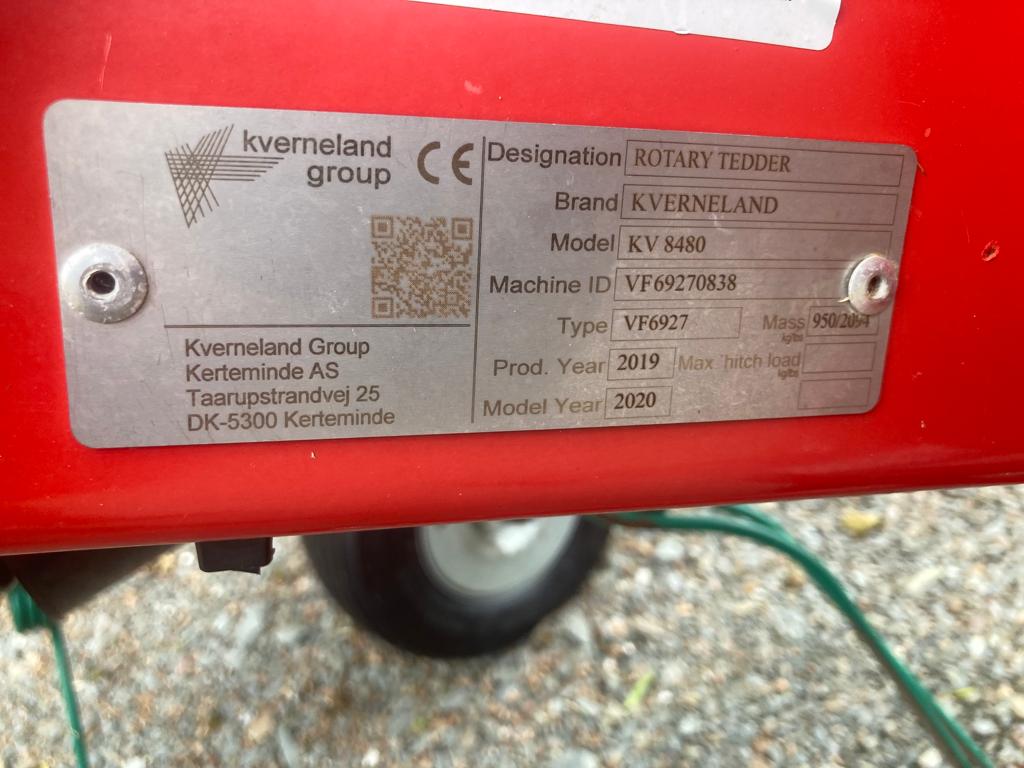 kverneland
group
CE
Kverneland Group
Kerteminde AS
Taarupstrandvej 25
DK-5300 Kerteminde
Designation ROTARY TEDDER
Brand KVERNELAND
Model KV 8480
Machine ID VF69270838
Type VF6927 Mass kg/lbs 950/2094
Prod. Year 2019 Max hitch load kg/lbs
Model Year 2020